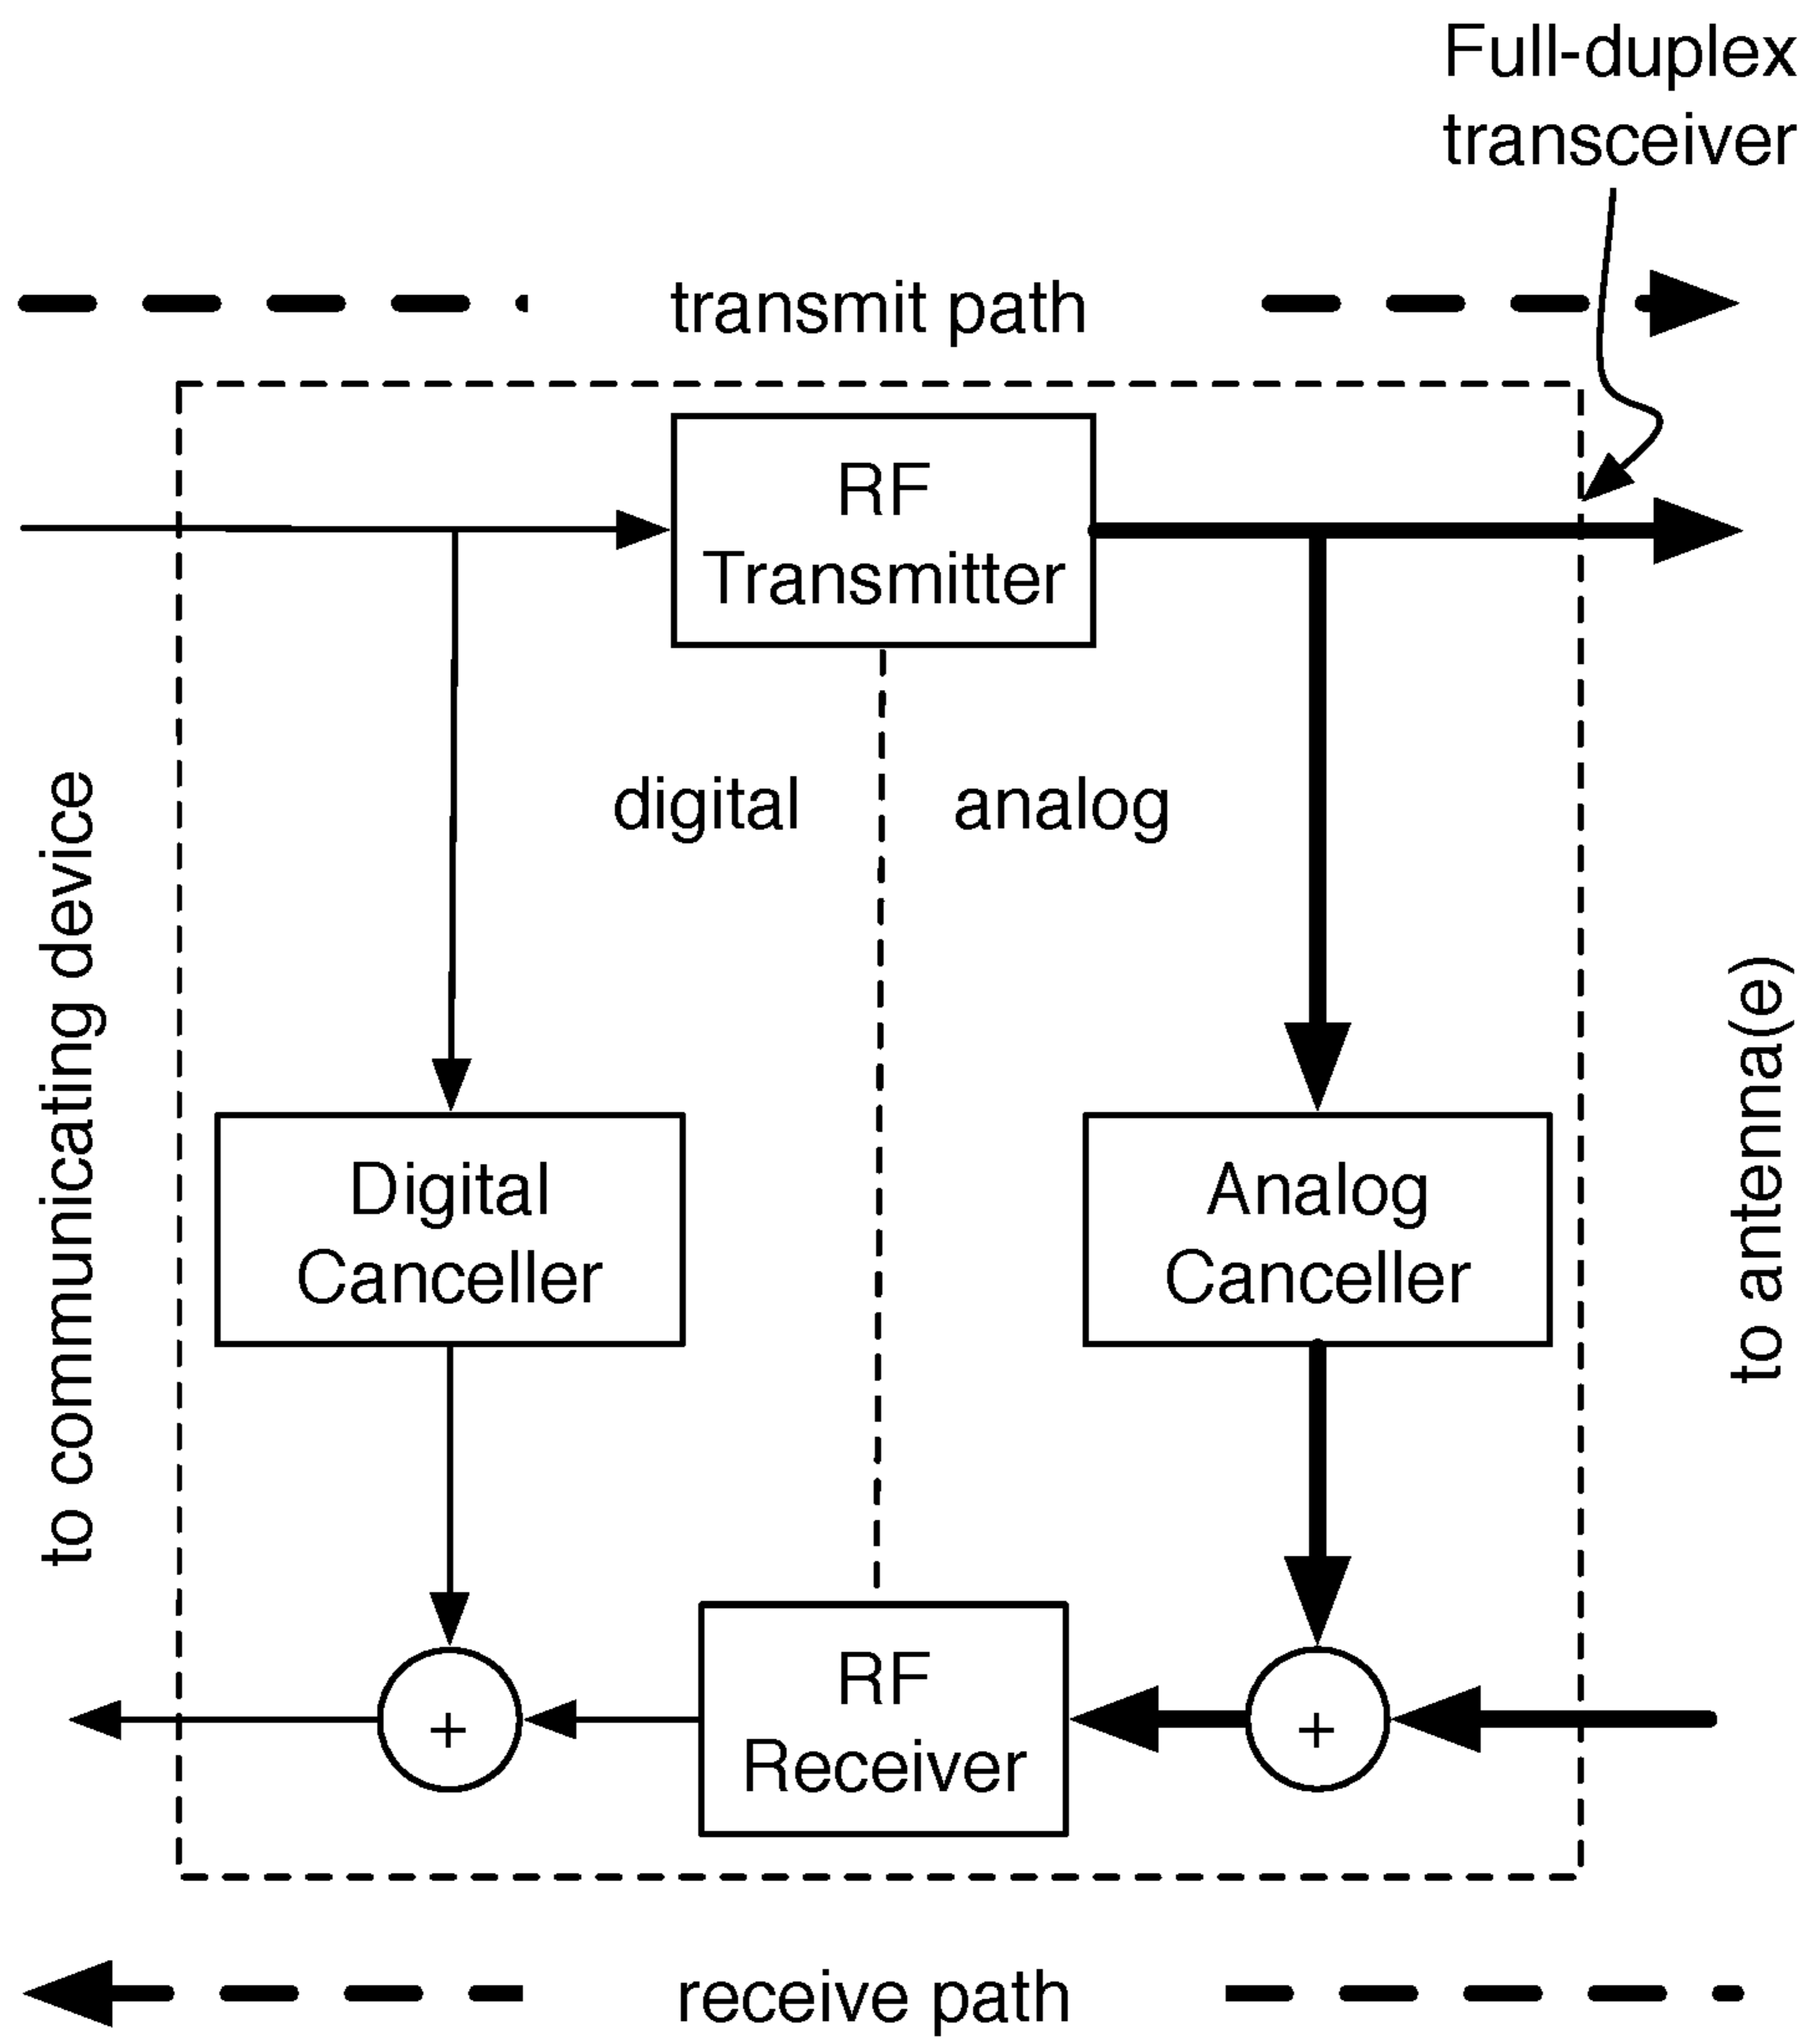 Full-duplex
transceiver
transmit path
RF
Transmitter
digital
analog
to communicating device
to antenna(e)
Digital
Canceller
Analog
Canceller
+
RF
Receiver
+
receive path